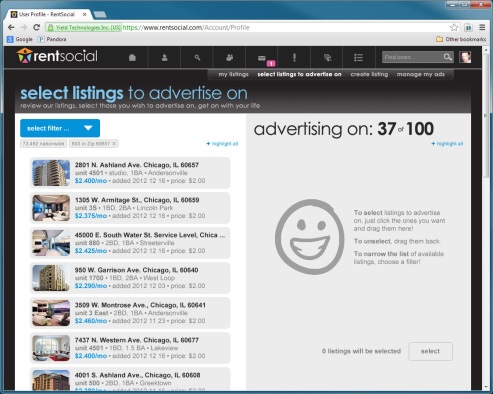 User Profile - RentSocial
Yield Technologies Inc. [US] https://www.rentsocial.com/Account/Profile
Google Pandora Other bookmarks
rentsocial
1
Find users...
my listings select listings to advertise on create listing manage my ads
select listings to advertise on
review our listings, select those you wish to advertise on, get on with your life
select filter ...
73,492 nationwide 603 in Zip 60657 X
+ highlight all
2801 N. Ashland Ave. Chicago, IL 60657
unit 4501 • studio, 1BA • Andersonville
$2.400/mo • added 2012 12 16 • price: $2.00
1305 W. Armitage St., Chicago, IL 60659
unit 3S • 1BD, 2BA • Lincoln Park
$2.375/mo • added 2012 12 16 • price: $2.00
45000 E. South Water St. Service Level, Chica ...
unit 880 • 2BD, 1BA • Streeterville
$2.425/mo • added 2012 12 16 • price: $2.00
950 W. Garrison Ave. Chicago, IL 60640
unit 1700 • 1BD, 2BA • West Loop
$2.290/mo • added 2012 12 03 • price: $2.00
3509 W. Montrose Ave., Chicago, IL 60641
unit 3 East • 2BD, 2BA • Andersonville
$2.460/mo • added 2012 11 23 • price: $2.00
7437 N. Western Ave. Chicago, IL 60677
unit 4501 • 1BD, 1.5 BA • Lakeview
$2.400/mo • added 2012 12 16 • price: $2.00
4001 S. Ashland Ave, Chicago, IL 60608
unit 500 • 2BD, 1BA • Greektown
advertising on: 37 of 100
+ highlight all
To select listings to advertise
on, just click the ones you want
and drag them here!
To unselect, drag them back.
To narrow the list of available
listings, choose a filter!
0 listings will be selected select